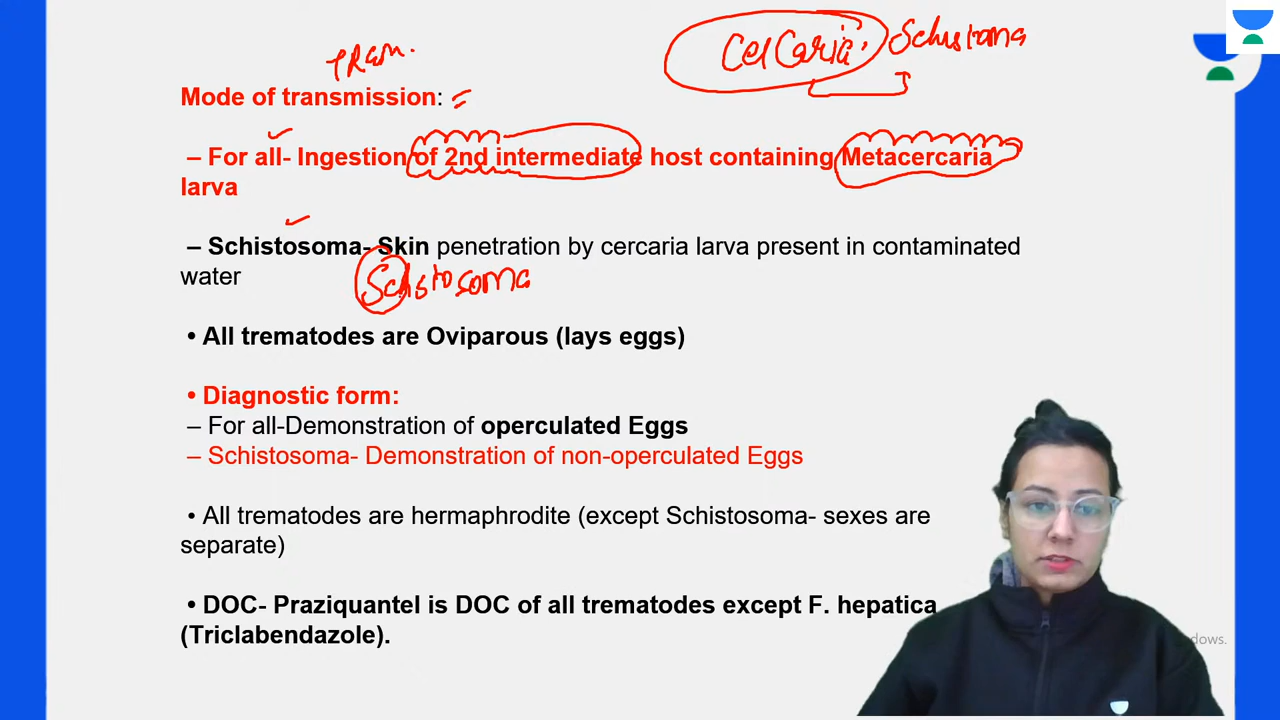 Cercaria. Schistoma
TREM.
Mode of transmission:
– For all- Ingestion of 2nd intermediate host containing Metacercaria
larva
– Schistosoma- Skin penetration by cercaria larva present in contaminated
water
Schistosoma
• All trematodes are Oviparous (lays eggs)
• Diagnostic form:
– For all-Demonstration of operculated Eggs
– Schistosoma- Demonstration of non-operculated Eggs
• All trematodes are hermaphrodite (except Schistosoma- sexes are
separate)
• DOC- Praziquantel is DOC of all trematodes except F. hepatica
(Triclabendazole).